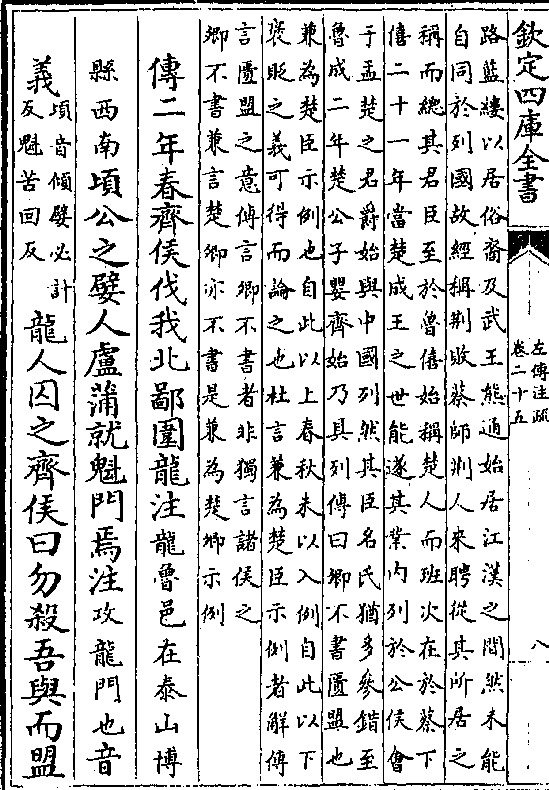 欽定四庫全書
左傳注疏
卷二十五
八
路藍縷以居俗裔及武王熊通始居江漢之間然未能
自同於列國故經稱荆敗蔡師荆人來聘從其所居之
稱而總其君臣至於魯僖始稱楚人而班次在於蔡下
僖二十一年當楚成王之世能遂其業内列於公侯會
于盂楚之君爵始與中國列然其臣名氏猶多參錯至
魯成二年楚公子嬰齊始乃具列傳曰卿不書匱盟也
兼為楚臣示例也自此以上春秋未以入例自此以下
褒貶之義可得而論之也杜言兼為楚臣示例者解傳
言匱盟之意傳言卿不書者非獨言諸侯之
卿不書兼言楚卿亦不書是兼為楚卿示例
傳二年春齊侯伐我北鄙圍龍注龍魯邑在泰山博
縣西南頃公之嬖人盧蒲就魁門焉注攻龍門也音
義頃音傾嬖必計反魁苦回反龍人囚之齊侯曰勿殺吾與而盟